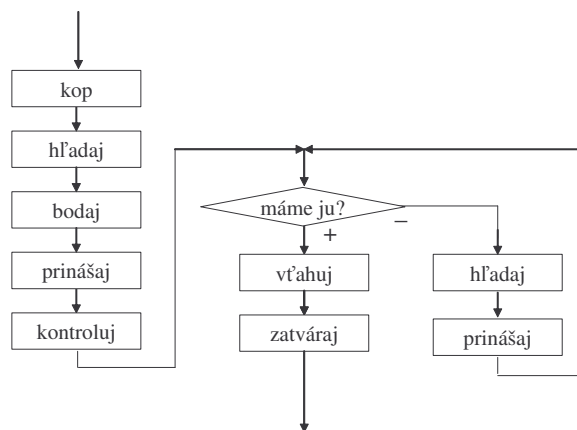 kop
hľadaj
bodaj
prinášaj
kontroluj
máme ju?
+
–
vťahuj
zatváraj
hľadaj
prinášaj